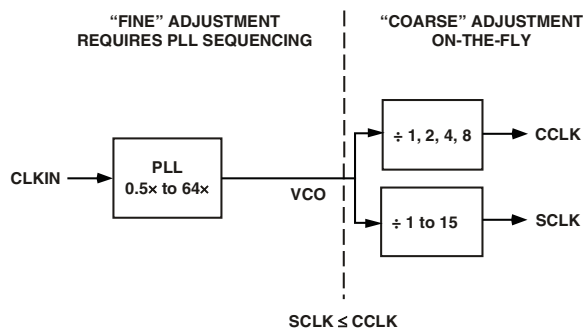 “FINE” ADJUSTMENT
REQUIRES PLL SEQUENCING
“COARSE” ADJUSTMENT
ON-THE-FLY
CLKIN
PLL
0.5× to 64×
VCO
÷ 1, 2, 4, 8
CCLK
÷ 1 to 15
SCLK
SCLK ≤ CCLK